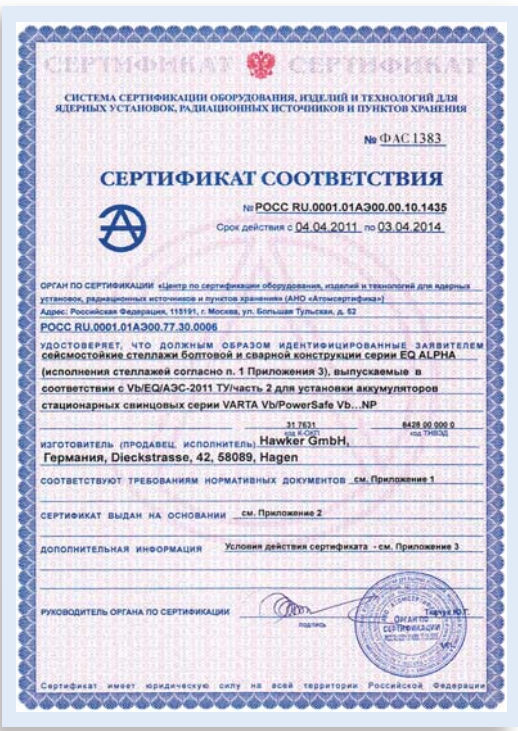 СЕРТИФИКАТ СЕРТИФИКАТ
СИСТЕМА СЕРТИФИКАЦИИ ОБОРУДОВАНИЯ, ИЗДЕЛИЙ И ТЕХНОЛОГИЙ ДЛЯ
ЯДЕРНЫХ УСТАНОВОК, РАДИАЦИОННЫХ ИСТОЧНИКОВ И ПУНКТОВ ХРАНЕНИЯ
№ ФАС 1383
СЕРТИФИКАТ СООТВЕТСТВИЯ
№ РОСС RU.0001.01АЭ00.00.10.1435
Срок действия с 04.04.2011 по 03.04.2014
ОРГАН ПО СЕРТИФИКАЦИИ «Центр по сертификации оборудования, изделий и технологий для ядерных
установок, радиационных источников и пунктов хранения» (АНО «Атомсертифика»)
Адрес: Российская Федерация, 115191, г. Москва, ул. Большая Тульская, д. 52
РОСС RU.0001.01АЭ00.77.30.0006
УДОСТОВЕРЯЕТ, ЧТО ДОЛЖНЫМ ОБРАЗОМ ИДЕНТИФИЦИРОВАННЫЕ ЗАЯВИТЕЛЕМ
сейсмостойкие стеллажи болтовой и сварной конструкции серии EQ ALPHA
(исполнения стеллажей согласно п. 1 Приложения 3), выпускаемые в
соответствии с Vb/EQ/АЭС-2011 ТУ/часть 2 для установки аккумуляторов
стационарных свинцовых серии VARTA Vb/PowerSafe Vb...NP
31 7631 8428 00 000 0
код К-ОКП код ТНВЭД
ИЗГОТОВИТЕЛЬ (ПРОДАВЕЦ, ИСПОЛНИТЕЛЬ) Hawker GmbH,
Германия, Dieckstrasse, 42, 58089, Hagen
СООТВЕТСТВУЮТ ТРЕБОВАНИЯМ НОРМАТИВНЫХ ДОКУМЕНТОВ см. Приложение 1
СЕРТИФИКАТ ВЫДАН НА ОСНОВАНИИ см. Приложение 2
ДОПОЛНИТЕЛЬНАЯ ИНФОРМАЦИЯ Условия действия сертификата - см. Приложение 3
РУКОВОДИТЕЛЬ ОРГАНА ПО СЕРТИФИКАЦИИ
подпись
ОРГАН ПО
СЕРТИФИКАЦИИ
Сертификат имеет юридическую силу на всей территории Российской Федерации